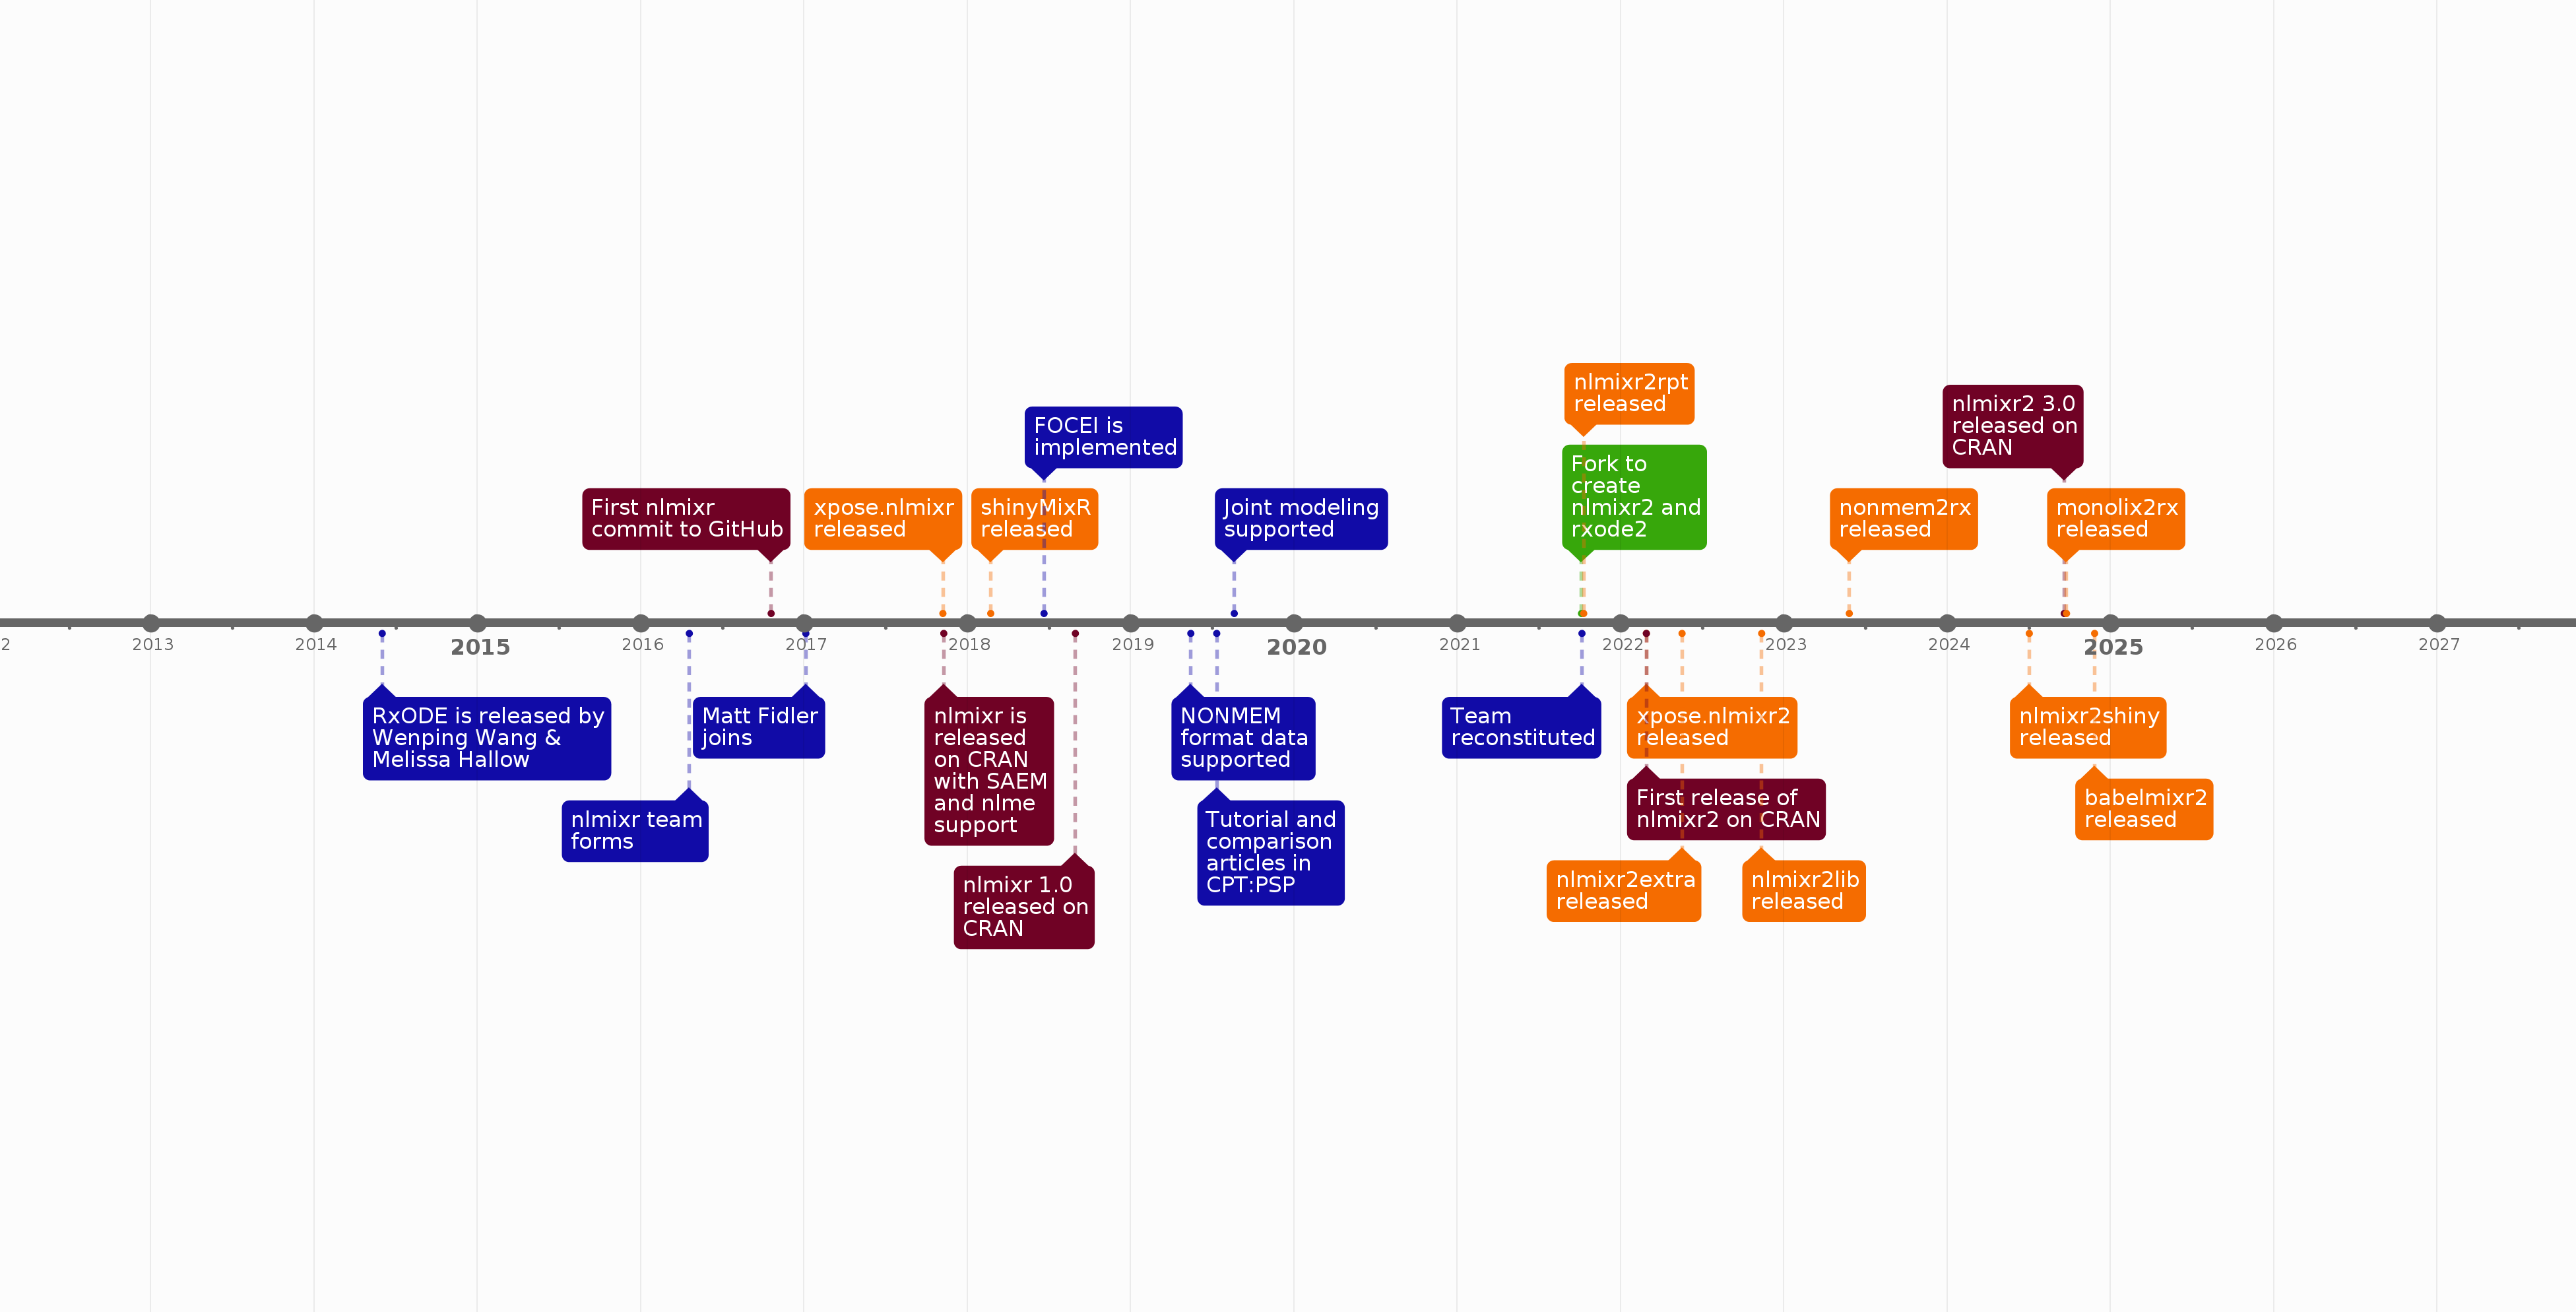 nlmixr2rpt
released
nlmixr2 3.0
released on
CRAN
FOCEI is
implemented
Fork to
create
nlmixr2 and
rxode2
First nlmixr
commit to GitHub
xpose.nlmixr
released
shinyMixR
released
Joint modeling
supported
nonmem2rx
released
monolix2rx
released
2
2013
2014
2015
2016
2017
2018
2019
2020
2021
2022
2023
2024
2025
2026
2027
RxODE is released by
Wenping Wang &
Melissa Hallow
Matt Fidler
joins
nlmixr is
released
on CRAN
with SAEM
and nlme
support
NONMEM
format data
supported
Team
reconstituted
xpose.nlmixr2
released
nlmixr2shiny
released
nlmixr team
forms
Tutorial and
comparison
articles in
CPT:PSP
First release of
nlmixr2 on CRAN
babelmixr2
released
nlmixr 1.0
released on
CRAN
nlmixr2extra
released
nlmixr2lib
released